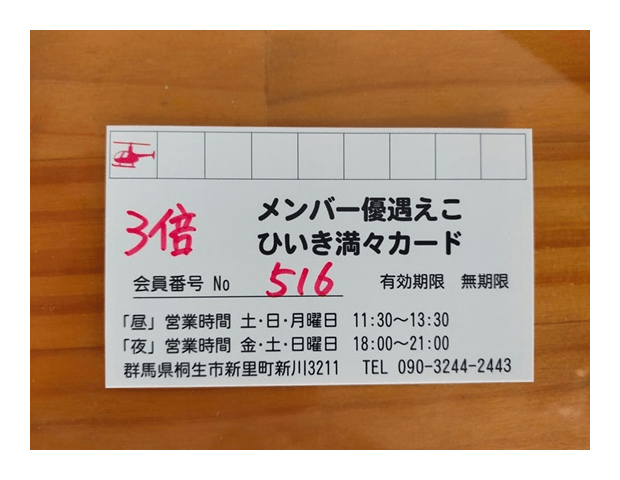 メンバー優遇えこ
ひいき満々カード
3倍
会員番号 No 516 有効期限 無期限
「昼」営業時間 土・日・月曜日 11:30～13:30
「夜」営業時間 金・土・日曜日 18:00～21:00
群馬県桐生市新里町新川3211 TEL 090-3244-2443